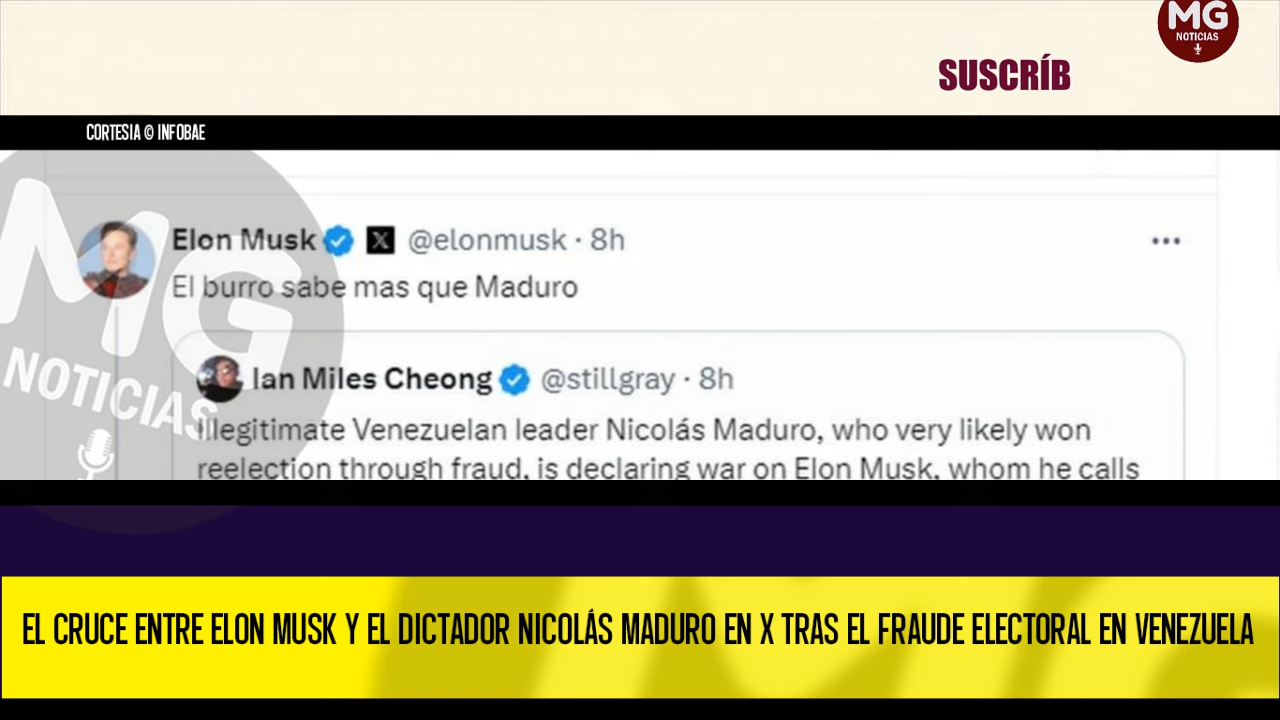 MG
NOTICIAS
SUSCRÍB
CORTESIA © INFOBAE
MG
NOTICIAS
Elon Musk X @elonmusk · 8h
El burro sabe mas que Maduro
Ian Miles Cheong @stillgray · 8h
Illegitimate Venezuelan leader Nicolás Maduro, who very likely won
reelection through fraud, is declaring war on Elon Musk, whom he calls
EL CRUCE ENTRE ELON MUSK Y EL DICTADOR NICOLÁS MADURO EN X TRAS EL FRAUDE ELECTORAL EN VENEZUELA